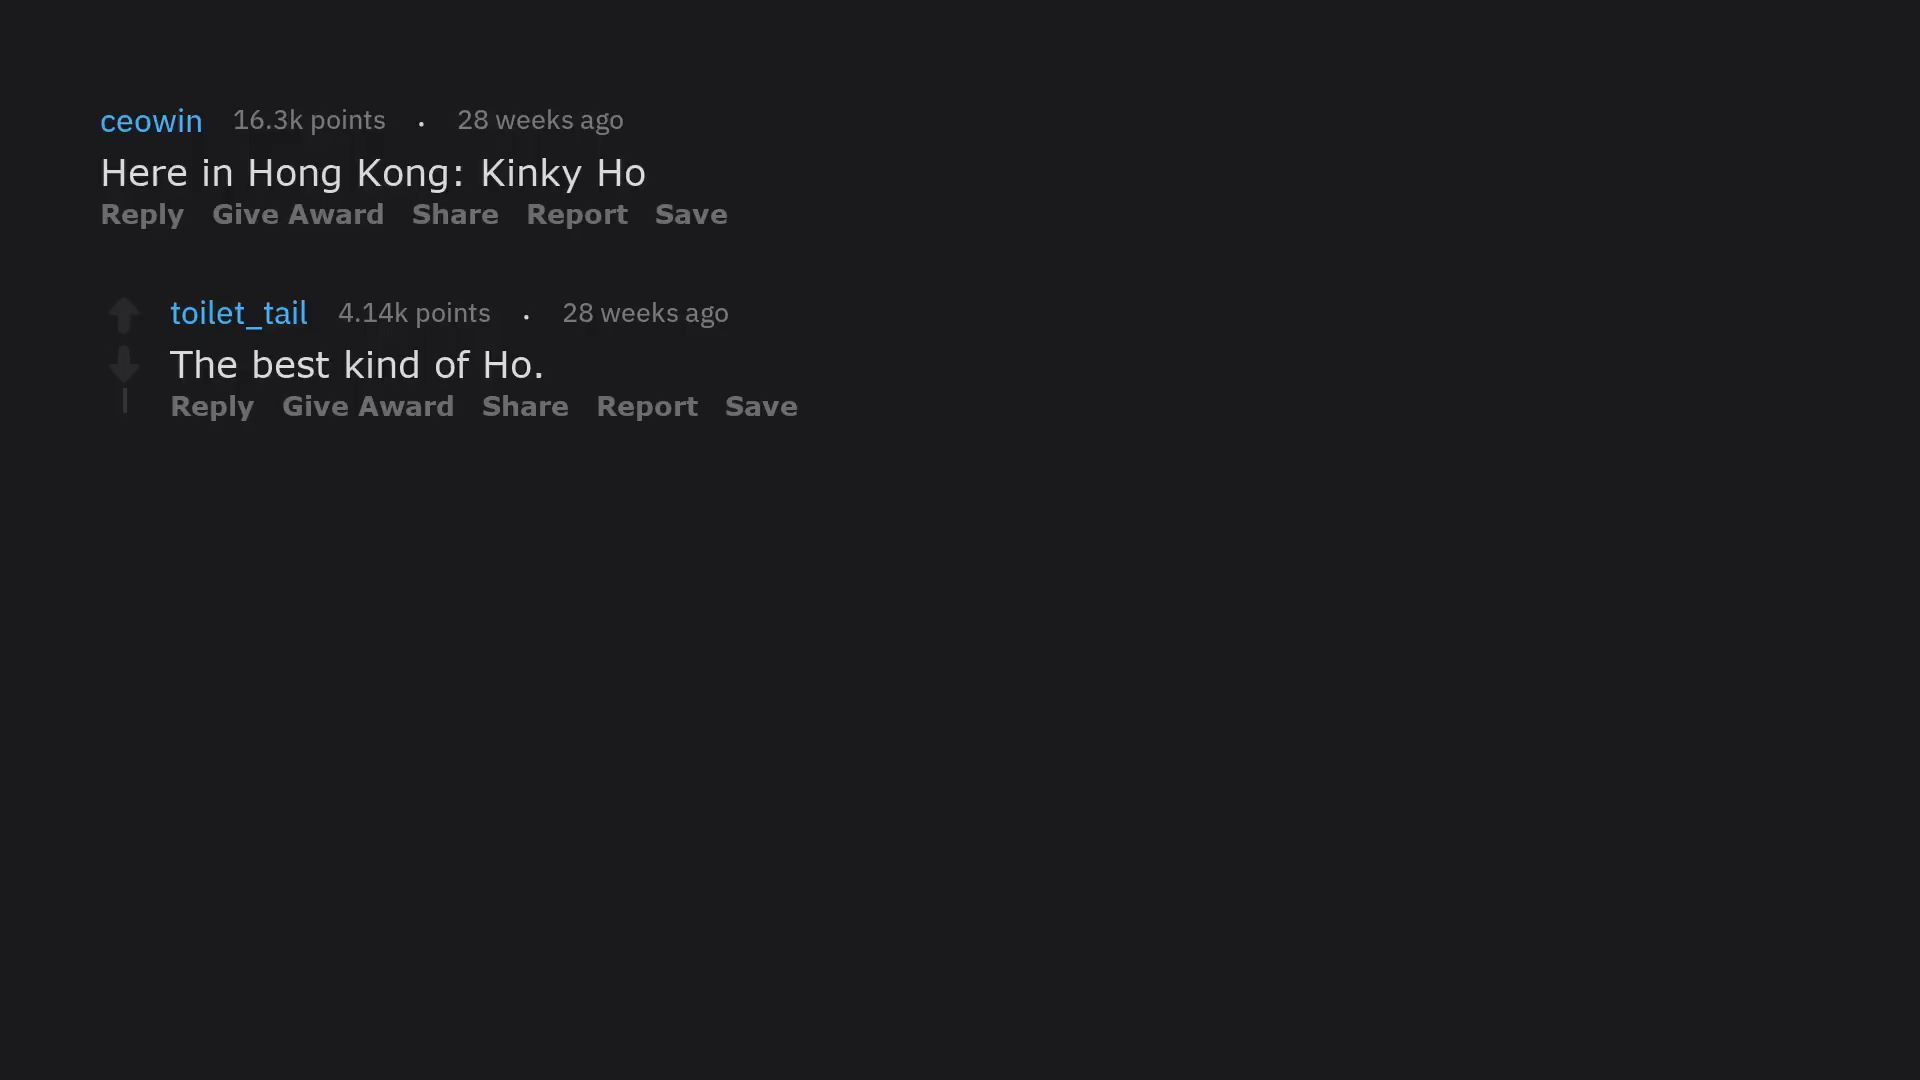 ceowin 16.3k points . 28 weeks ago
Here in Hong Kong: Kinky Ho
Reply Give Award Share Report Save
toilet_tail 4.14k points . 28 weeks ago
The best kind of Ho.
Reply Give Award Share Report Save